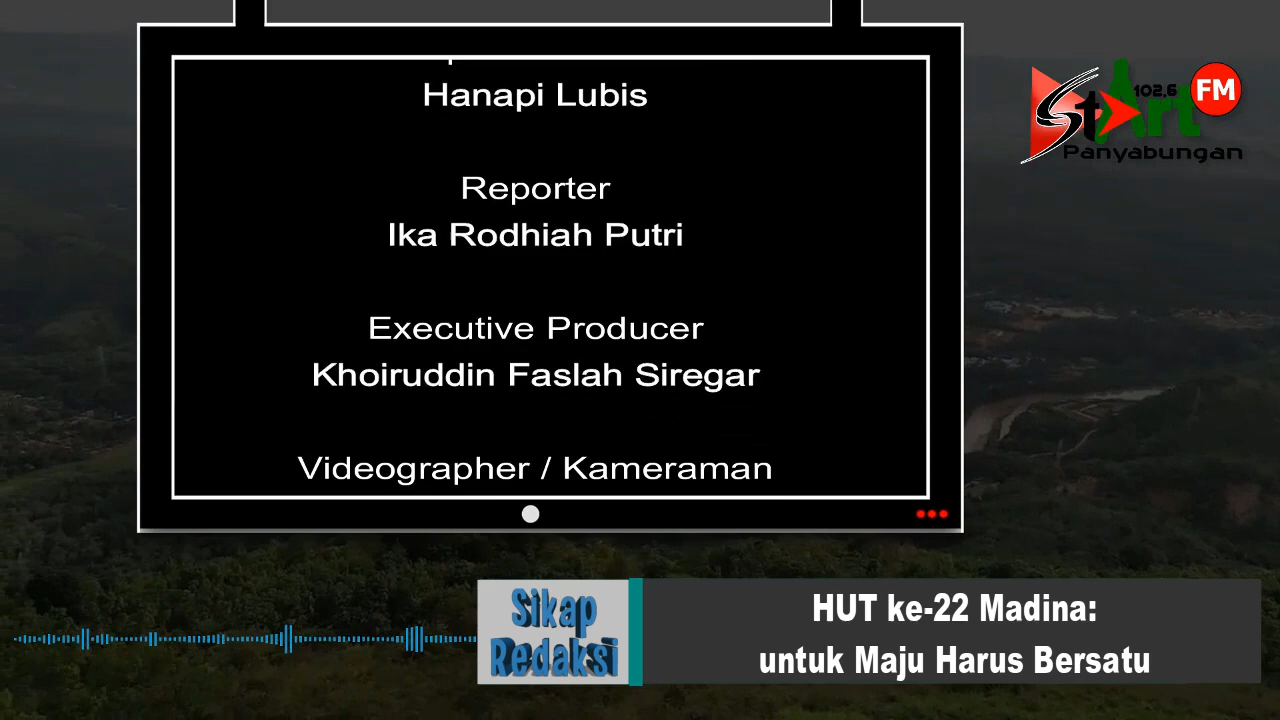 Hanapi Lubis
Reporter
Ika Rodhiah Putri
Executive Producer
Khoiruddin Faslah Siregar
Videographer / Kameraman
102,6
FM
StArt
Panyabungan
Sikap
Redaksi
HUT ke-22 Madina:
untuk Maju Harus Bersatu